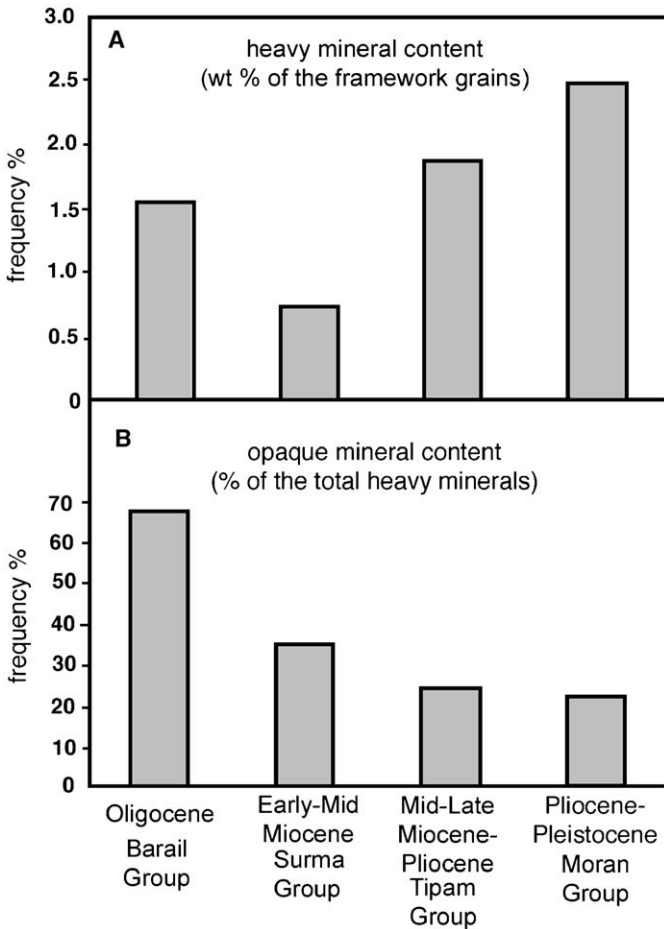 A
heavy mineral content
(wt % of the framework grains)
frequency %
3.0
2.5
2.0
1.5
1.0
0.5
0
B
opaque mineral content
(% of the total heavy minerals)
frequency %
70
60
50
40
30
20
10
0
Oligocene
Barail
Group
Early-Mid
Miocene
Surma
Group
Mid-Late
Miocene-
Pliocene
Tipam
Group
Pliocene-
Pleistocene
Moran
Group